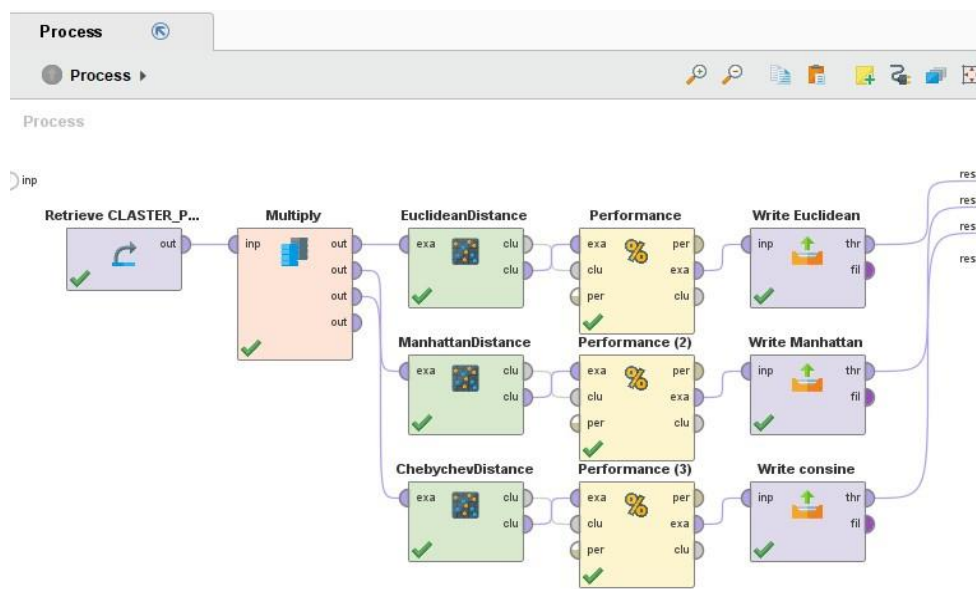 Process
Process
Process
inp
res
res
res
res
Retrieve CLASTER_P...
out
Multiply
inp
out
out
out
out
EuclideanDistance
exa
clu
clu
Performance
exa
clu
per
per
exa
clu
Write Euclidean
inp
thr
fil
ManhattanDistance
exa
clu
clu
Performance (2)
exa
clu
per
per
exa
clu
Write Manhattan
inp
thr
fil
ChebychevDistance
exa
clu
clu
Performance (3)
exa
clu
per
per
exa
clu
Write consine
inp
thr
fil